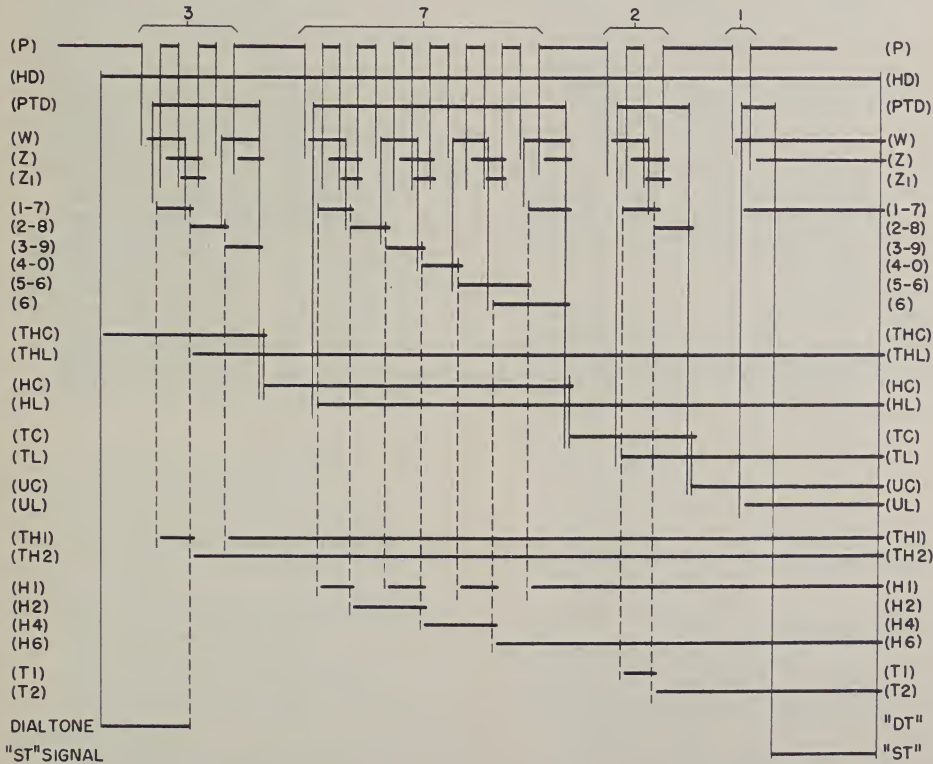 3 7 2 1
(P) (P)
(HD) (HD)
(PTD) (PTD)
(W) (W)
(Z) (Z)
(Z1) (Z1)
(1-7) (1-7)
(2-8) (2-8)
(3-9) (3-9)
(4-0) (4-0)
(5-6) (5-6)
(6) (6)
(THC) (THC)
(THL) (THL)
(HC) (HC)
(HL) (HL)
(TC) (TC)
(TL) (TL)
(UC) (UC)
(UL) (UL)
(TH1) (TH1)
(TH2) (TH2)
(H1) (H1)
(H2) (H2)
(H4) (H4)
(H6) (H6)
(T1) (T1)
(T2) (T2)
DIALTONE "DT"
"ST" SIGNAL "ST"